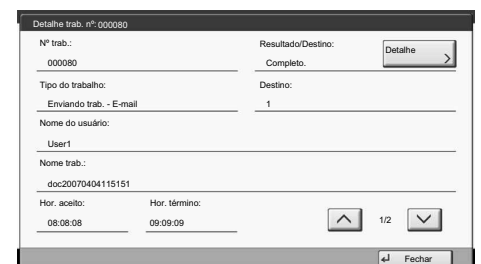 Detalhe trab. nº: 000080
Nº trab.:
000080
Resultado/Destino:
Completo.
Detalhe
Tipo do trabalho:
Enviando trab. - E-mail
Destino:
1
Nome do usuário:
User1
Nome trab.:
doc20070404115151
Hor. aceito:
08:08:08
Hor. término:
09:09:09
1/2
Fechar